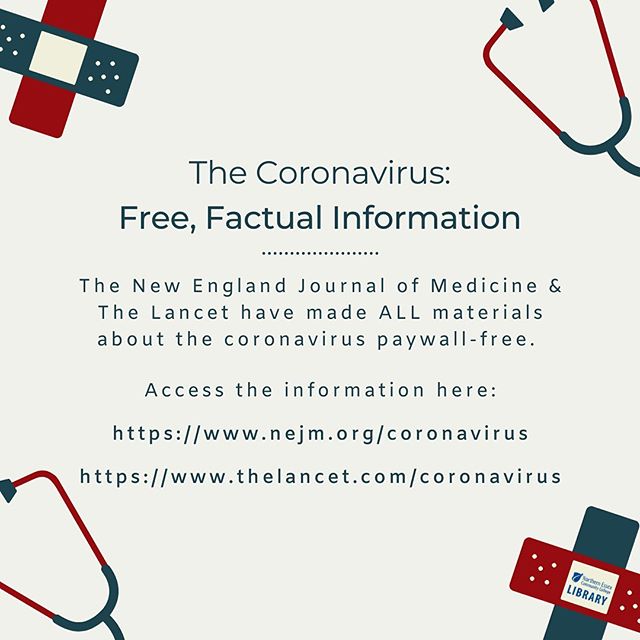 The Coronavirus:
Free, Factual Information
The New England Journal of Medicine &
The Lancet have made ALL materials
about the coronavirus paywall-free.
Access the information here:
https://www.nejm.org/coronavirus
https://www.thelancet.com/coronavirus
Northern Essex
Community College
LIBRARY